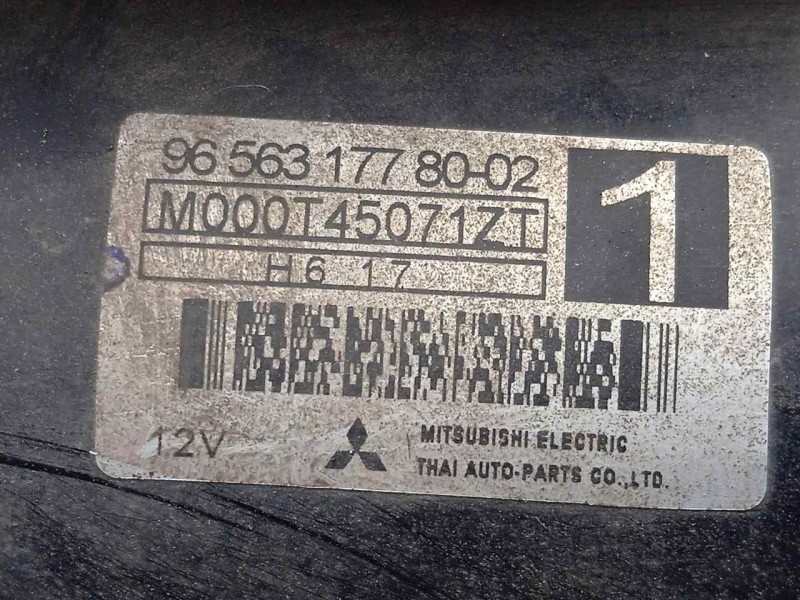 96 563 177 80-02
M000T45071ZT
H6 17
1
12V
MITSUBISHI ELECTRIC
THAI AUTO-PARTS CO.,LTD.